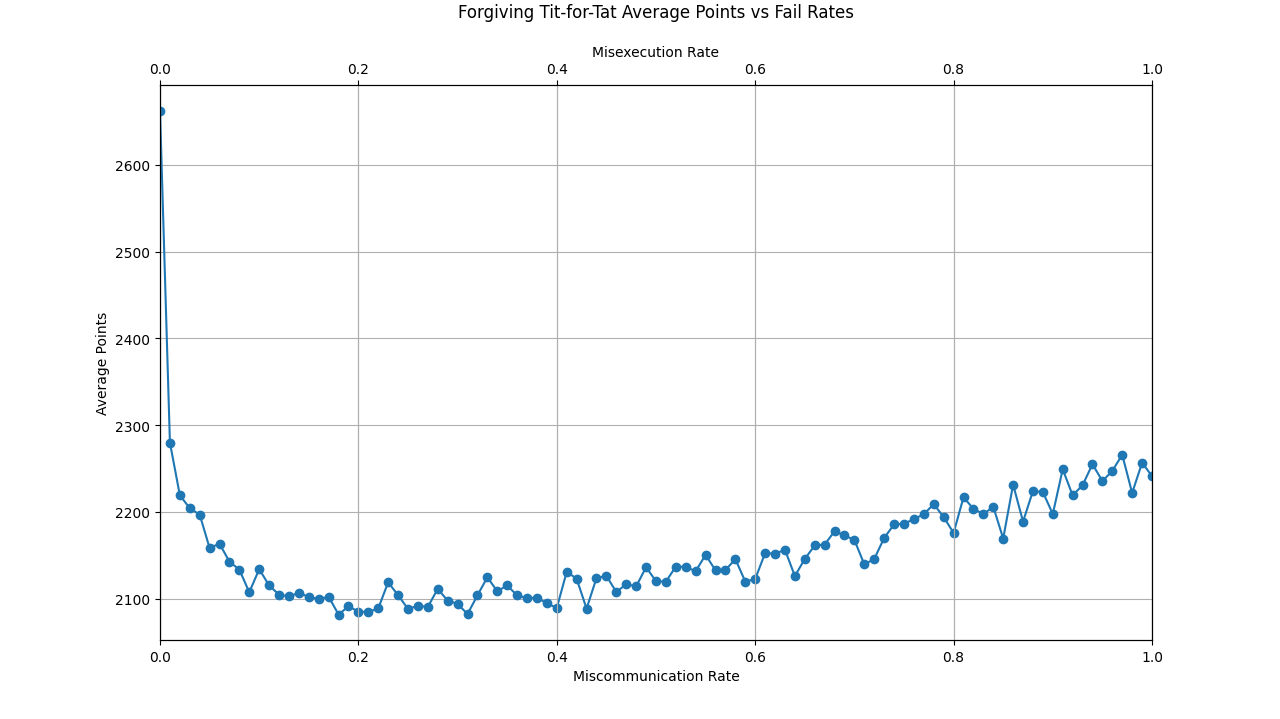 Forgiving Tit-for-Tat Average Points vs Fail Rates
Misexecution Rate
0.0 0.2 0.4 0.6 0.8 1.0
2600
2500
2400
2300
2200
2100
Average Points
0.0 0.2 0.4 0.6 0.8 1.0
Miscommunication Rate